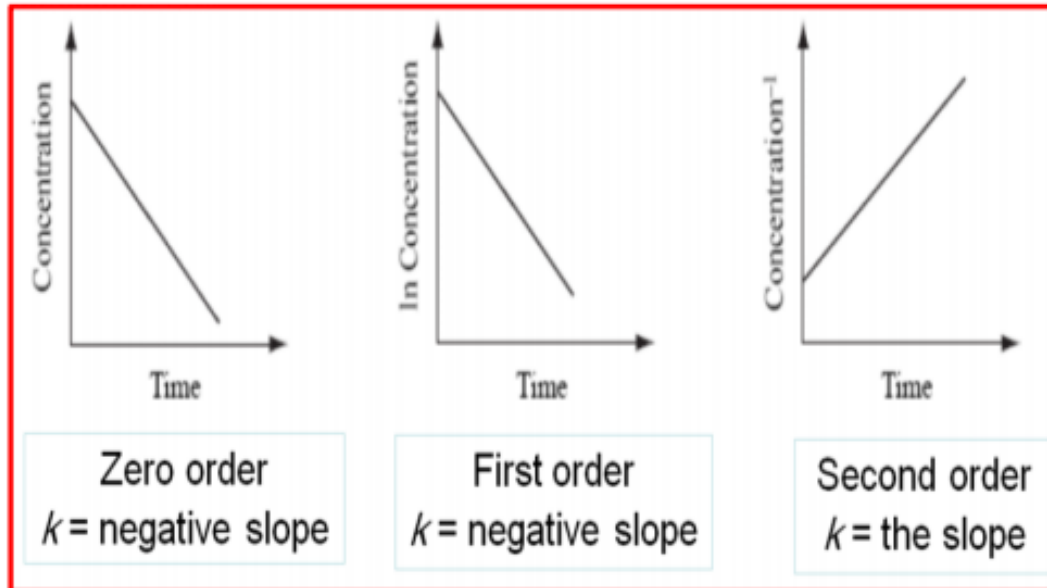 Concentration
Time
Zero order
k = negative slope
ln Concentration
Time
First order
k = negative slope
Concentration⁻¹
Time
Second order
k = the slope